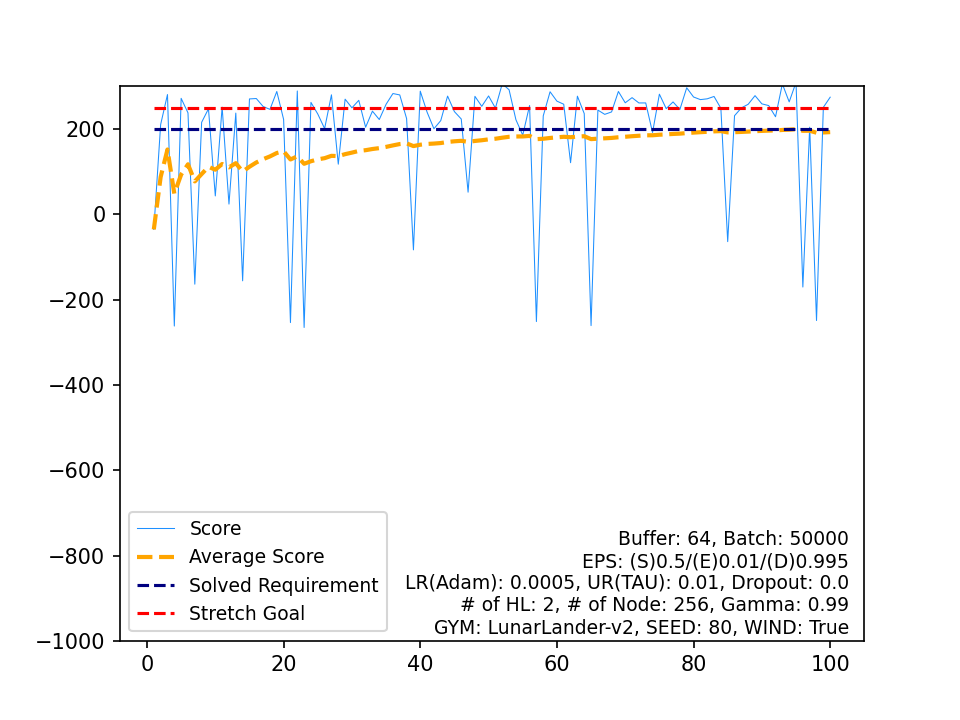 200
0
−200
−400
−600
−800
−1000
0
20
40
60
80
100
Score
Average Score
Solved Requirement
Stretch Goal
Buffer: 64, Batch: 50000
EPS: (S)0.5/(E)0.01/(D)0.995
LR(Adam): 0.0005, UR(TAU): 0.01, Dropout: 0.0
# of HL: 2, # of Node: 256, Gamma: 0.99
GYM: LunarLander-v2, SEED: 80, WIND: True